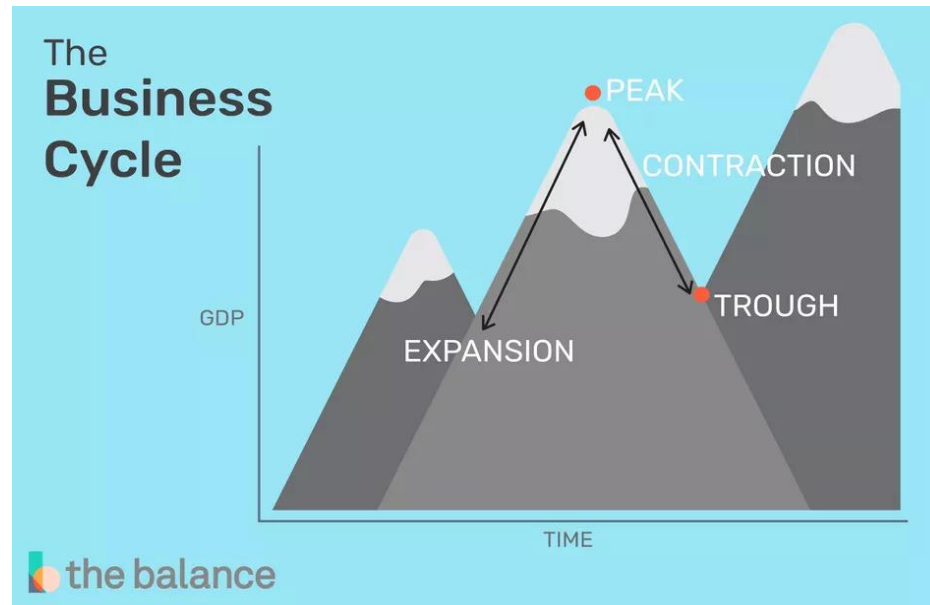 The
Business
Cycle
PEAK
CONTRACTION
GDP
TROUGH
EXPANSION
TIME
the balance